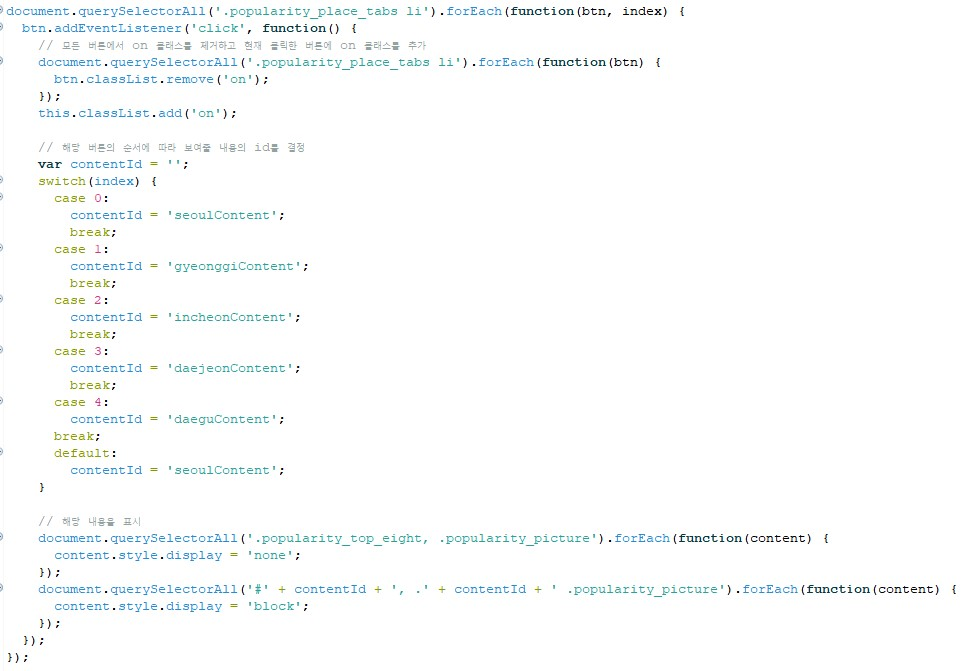 document.querySelectorAll('.popularity_place_tabs li').forEach(function(btn, index) {
  btn.addEventListener('click', function() {
    // 모든 버튼에서 on 클래스를 제거하고 현재 클릭한 버튼에 on 클래스를 추가
    document.querySelectorAll('.popularity_place_tabs li').forEach(function(btn) {
      btn.classList.remove('on');
    });
    this.classList.add('on');

    // 해당 버튼의 순서에 따라 보여줄 내용의 id를 결정
    var contentId = '';
    switch(index) {
      case 0:
        contentId = 'seoulContent';
        break;
      case 1:
        contentId = 'gyeonggiContent';
        break;
      case 2:
        contentId = 'incheonContent';
        break;
      case 3:
        contentId = 'daejeonContent';
        break;
      case 4:
        contentId = 'daeguContent';
      break;
      default:
        contentId = 'seoulContent';
    }

    // 해당 내용을 표시
    document.querySelectorAll('.popularity_top_eight, .popularity_picture').forEach(function(content) {
      content.style.display = 'none';
    });
    document.querySelectorAll('#' + contentId + ', .' + contentId + ' .popularity_picture').forEach(function(content) {
      content.style.display = 'block';
    });
  });
});